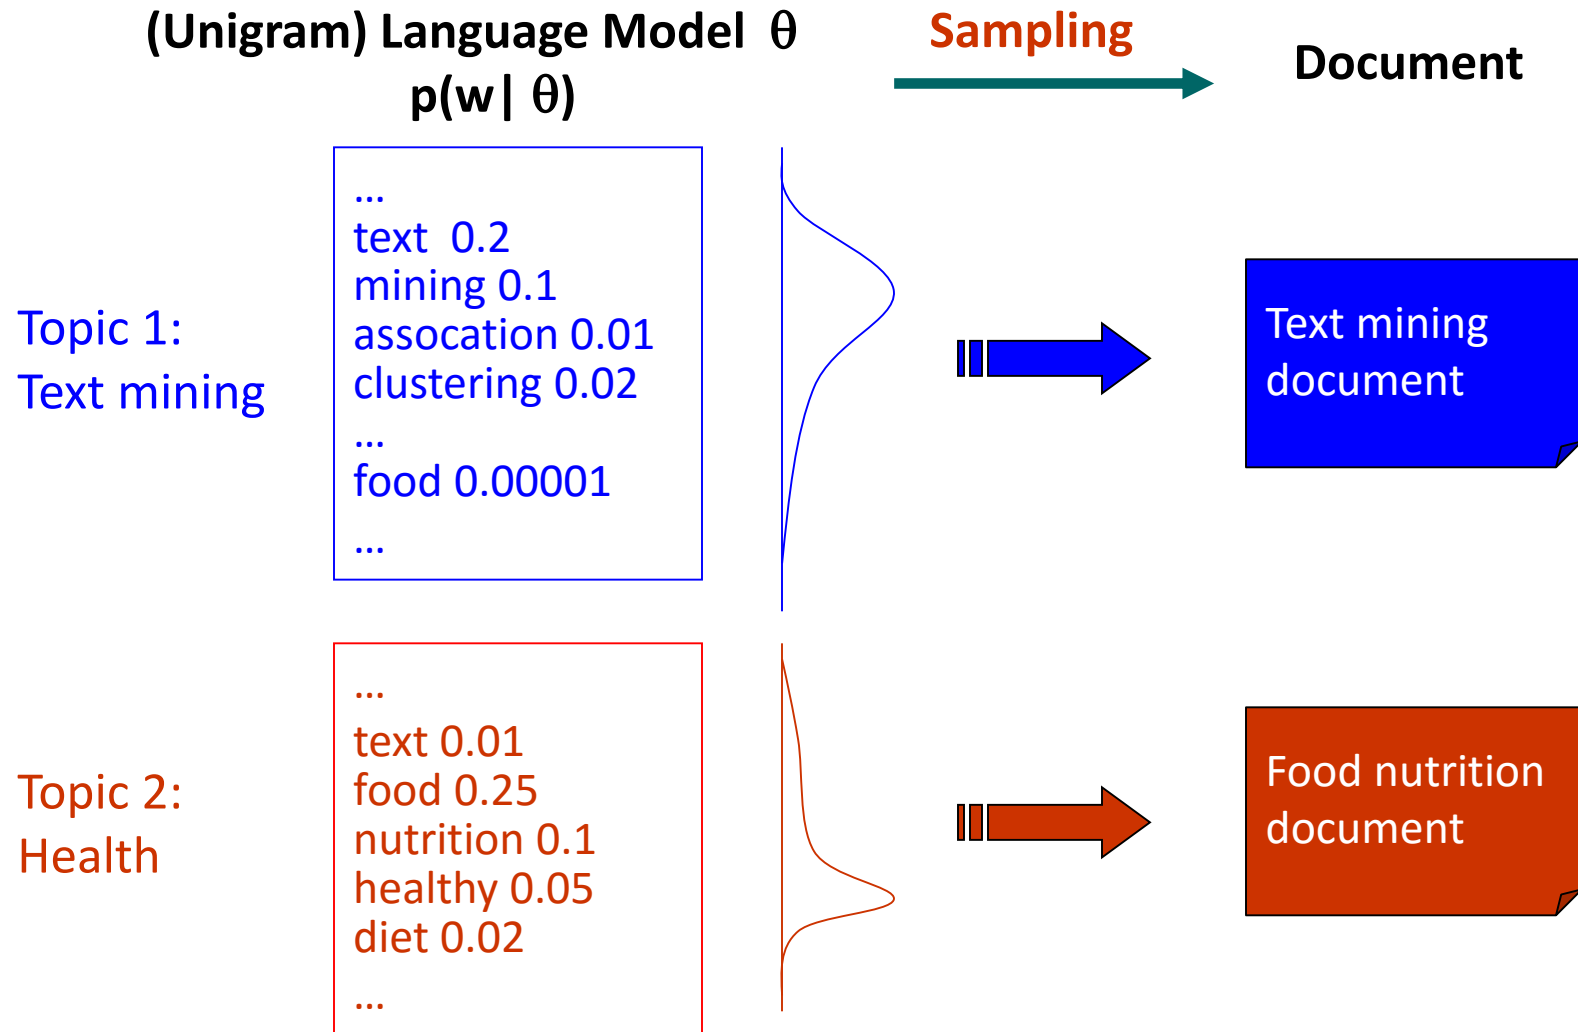 (Unigram) Language Model θ
p(w| θ)
Sampling
Document
Topic 1:
Text mining
...
text 0.2
mining 0.1
assocation 0.01
clustering 0.02
...
food 0.00001
...
Text mining
document
Topic 2:
Health
...
text 0.01
food 0.25
nutrition 0.1
healthy 0.05
diet 0.02
...
Food nutrition
document